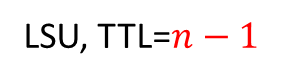 LSU, TTL=n − 1